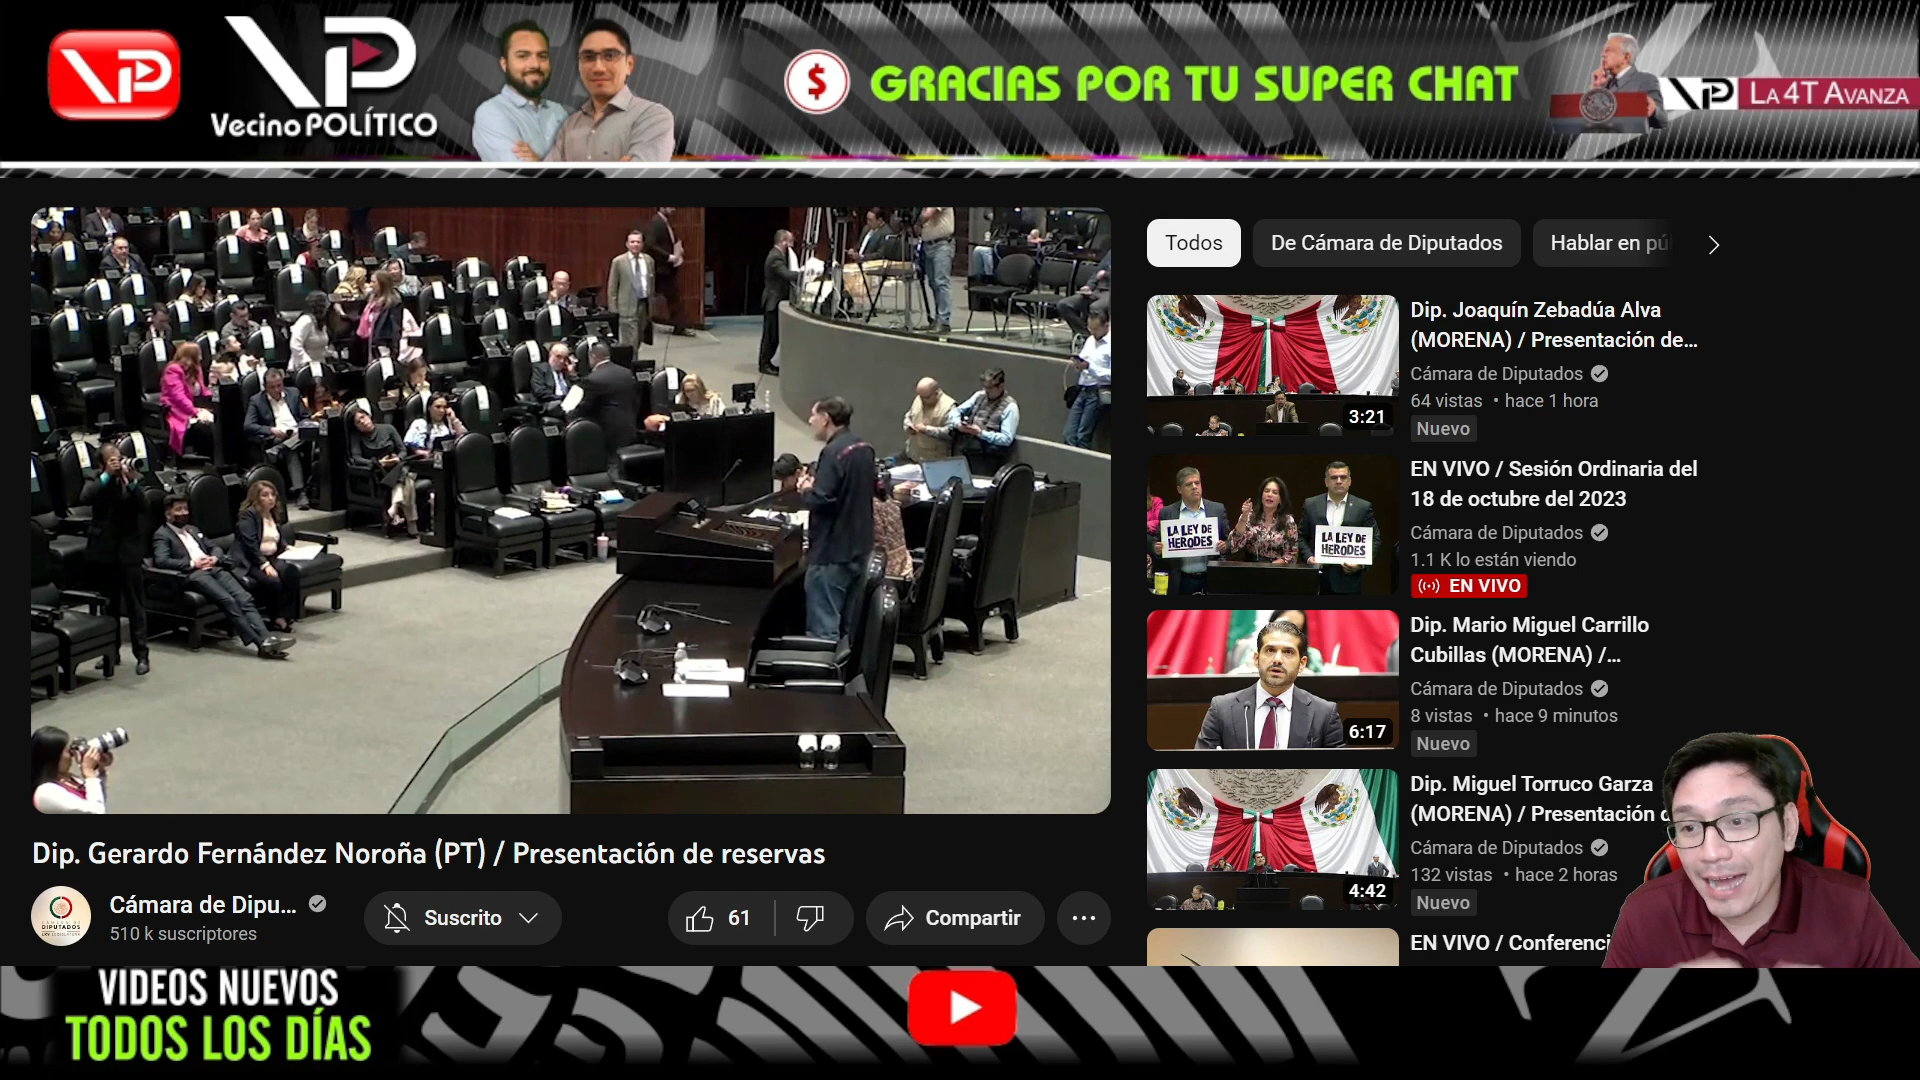 VP
VP
Vecino POLÍTICO
$ GRACIAS POR TU SUPER CHAT
VP LA 4T AVANZA
Todos
De Cámara de Diputados
Hablar en pú
Dip. Joaquín Zebadúa Alva
(MORENA) / Presentación de...
Cámara de Diputados
64 vistas • hace 1 hora
Nuevo
3:21
LA LEY DE
HERODES
LA LEY DE
HERODES
EN VIVO / Sesión Ordinaria del
18 de octubre del 2023
Cámara de Diputados
1.1 K lo están viendo
EN VIVO
Dip. Mario Miguel Carrillo
Cubillas (MORENA) /...
Cámara de Diputados
8 vistas • hace 9 minutos
Nuevo
6:17
Dip. Miguel Torruco Garza
(MORENA) / Presentación d
Cámara de Diputados
132 vistas • hace 2 horas
Nuevo
4:42
EN VIVO / Conferenci
Dip. Gerardo Fernández Noroña (PT) / Presentación de reservas
CÁMARA DE
DIPUTADOS
LXV LEGISLATURA
Cámara de Dipu...
510 k suscriptores
Suscrito
61
Compartir
VIDEOS NUEVOS
TODOS LOS DÍAS